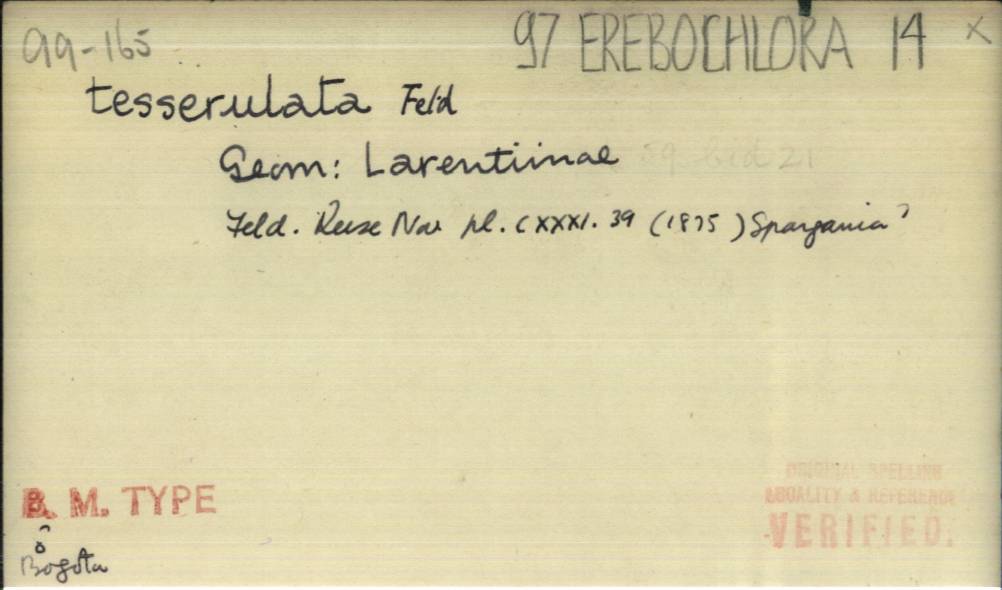 99-165 97 EREBOCHLORA 14 X
tesserulata Feld
Geom: Larentiinae
Feld. Reise Nov pl. CXXXI. 39 (1875) Spargania?
ORIGINAL SPELLING
LOCALITY & REFERENCE
B. M. TYPE
VERIFIED.
Bogota